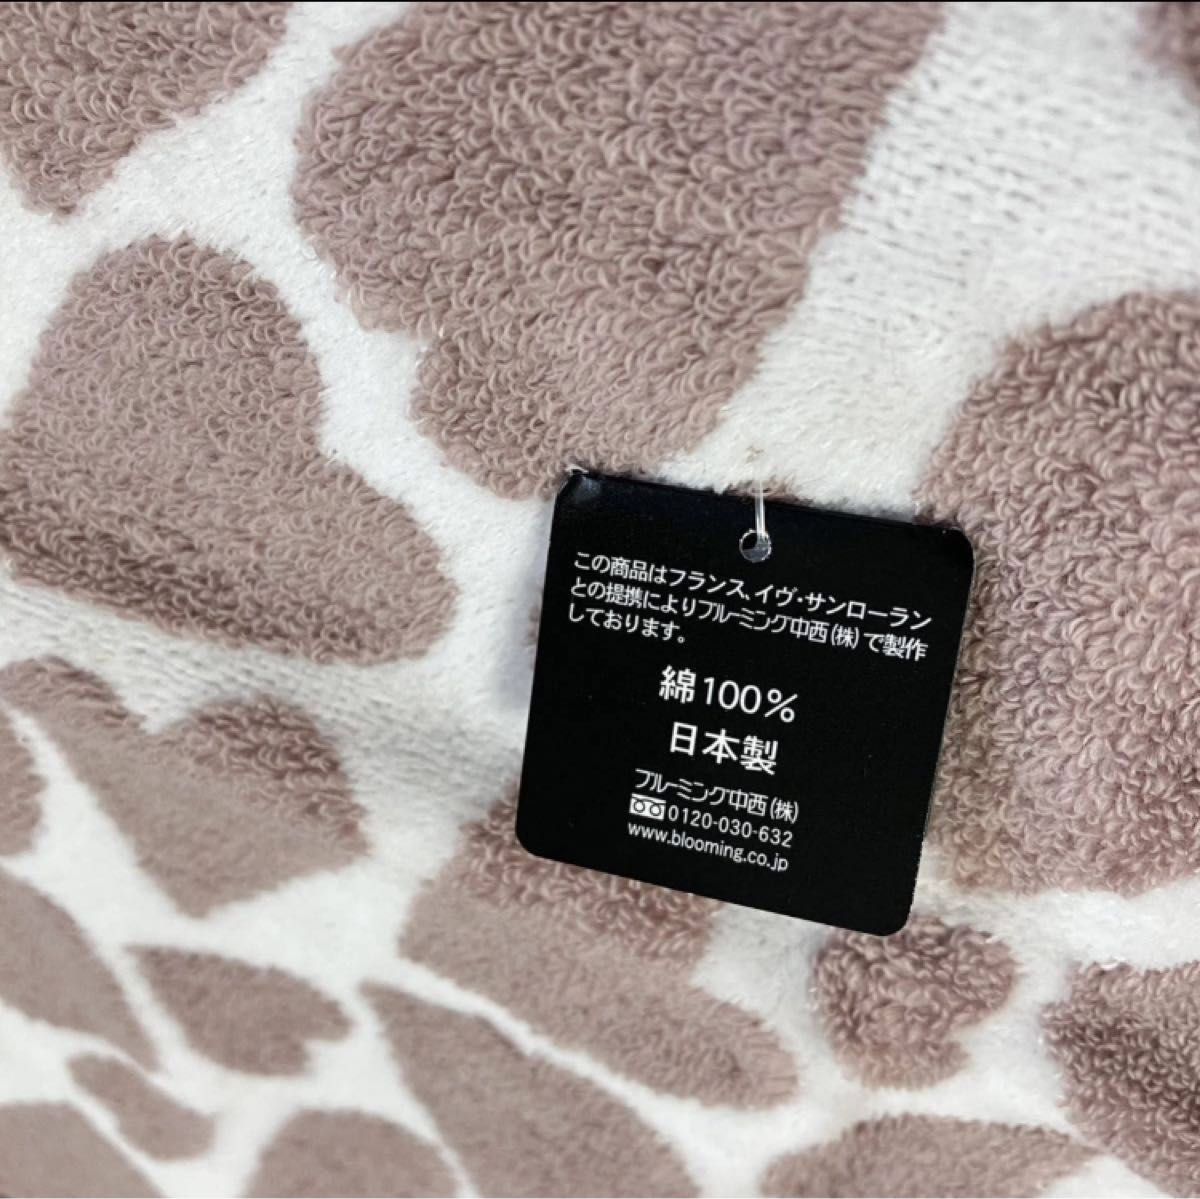 この商品はフランス、イヴ・サンローラン
との提携によりブルーミング中西(株)で製作
しております。
綿100%
日本製
ブルーミング中西(株)
0120-030-632
www.blooming.co.jp